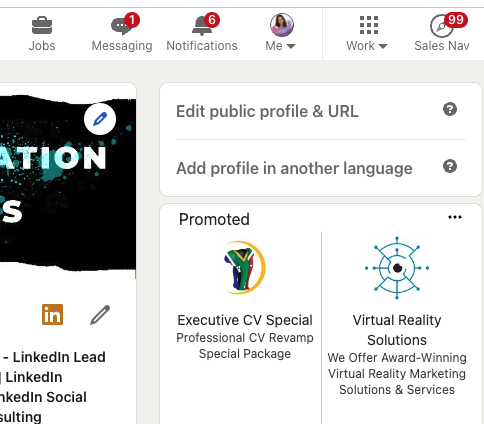 1
6
99
Jobs
Messaging
Notifications
Me
Work
Sales Nav
Edit public profile & URL
?
Add profile in another language
?
ATION
S
Promoted
in
Executive CV Special
Professional CV Revamp
Special Package
Virtual Reality
Solutions
We Offer Award-Winning
Virtual Reality Marketing
Solutions & Services
- LinkedIn Lead
| LinkedIn
nkedIn Social
sulting